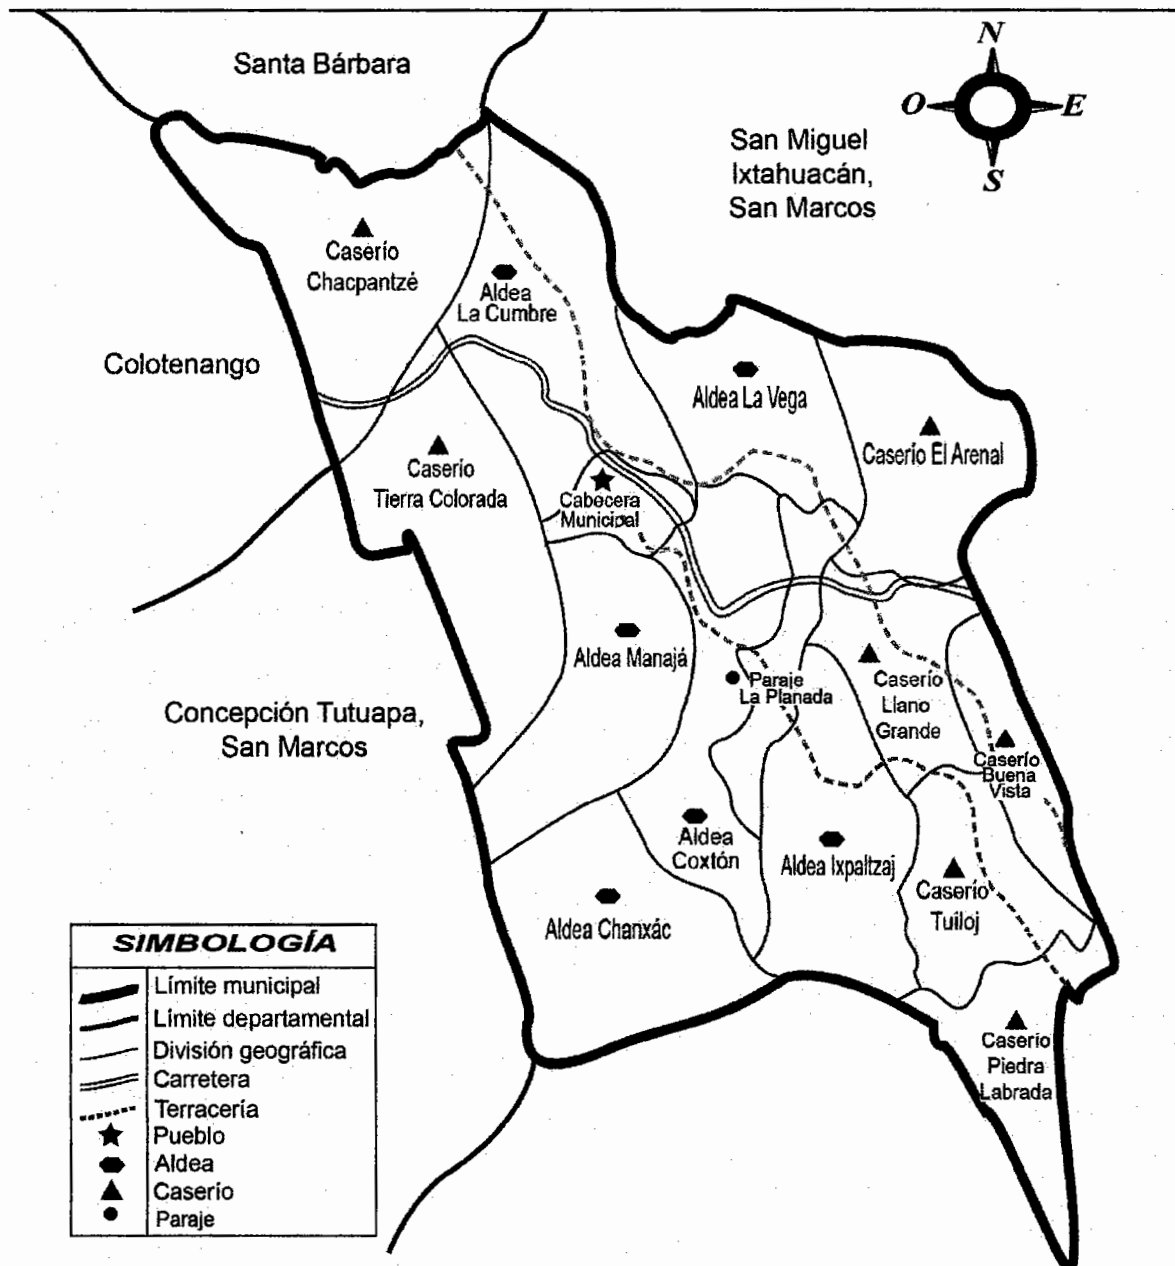 Santa Bárbara
N
O
E
S
San Miguel
Ixtahuacán,
San Marcos
Caserío
Chacpantzé
Aldea
La Cumbre
Colotenango
Aldea La Vega
Caserío El Arenal
Caserío
Tierra Colorada
Cabecera
Municipal
Aldea Manajá
Paraje
La Planada
Caserío
Llano
Grande
Concepción Tutuapa,
San Marcos
Caserío
Buena
Vista
Aldea
Coxtón
Aldea Ixpaltzaj
Caserío
Tuiloj
Aldea Chanxác
Caserío
Piedra
Labrada
SIMBOLOGÍA
Límite municipal
Límite departamental
División geográfica
Carretera
Terracería
Pueblo
Aldea
Caserío
Paraje